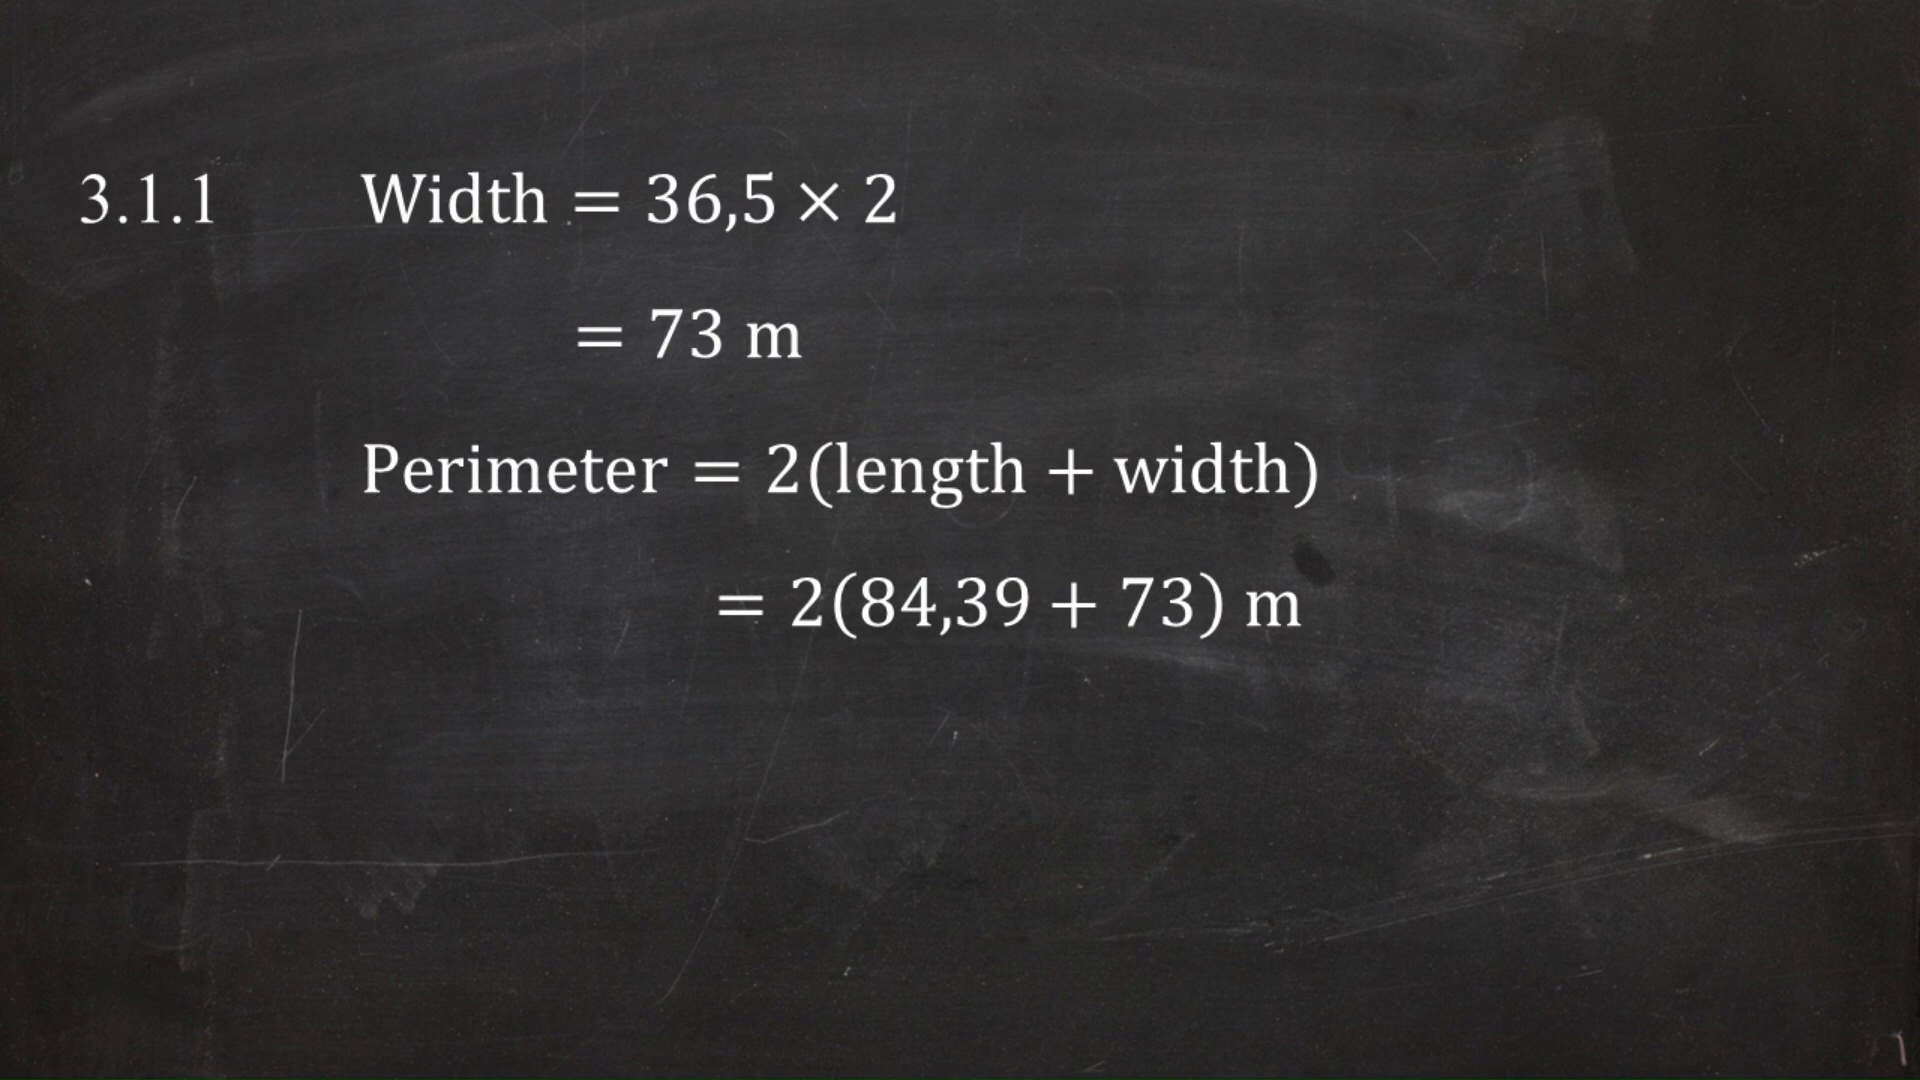 3.1.1 Width = 36,5 × 2
= 73 m
Perimeter = 2(length + width)
= 2(84,39 + 73) m